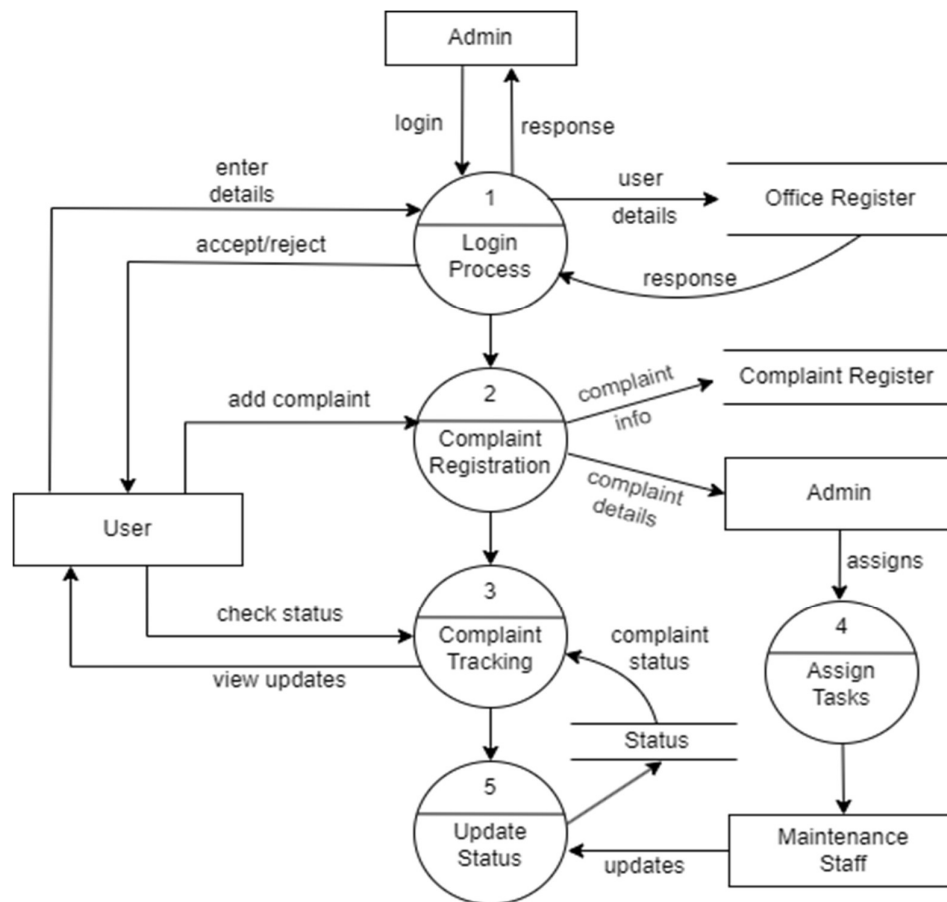 Admin
login
response
enter
details
user
details
1
Login
Process
Office Register
accept/reject
response
add complaint
2
Complaint
Registration
complaint
info
Complaint Register
complaint
details
Admin
User
assigns
check status
3
Complaint
Tracking
complaint
status
4
Assign
Tasks
view updates
Status
5
Update
Status
updates
Maintenance
Staff